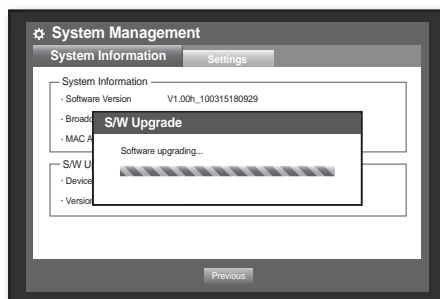 System Management
System Information
Settings
System Information
· Software Version V1.00h_100315180929
· Broadc
S/W Upgrade
· MAC A
Software upgrading...
S/W U
· Device
· Version
Previous